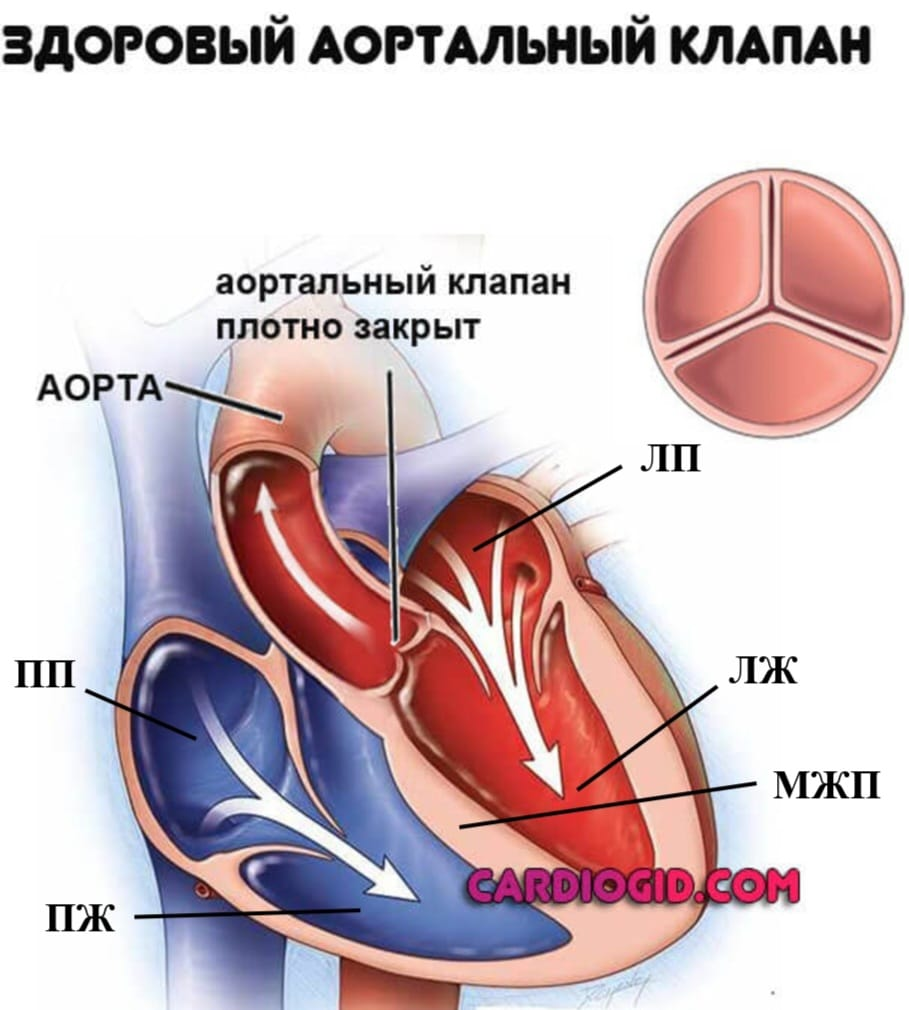 ЗДОРОВЫЙ АОРТАЛЬНЫЙ КЛАПАН
аортальный клапан
плотно закрыт
АОРТА
ЛП
ПП
ЛЖ
МЖП
CARDIOGID.COM
ПЖ